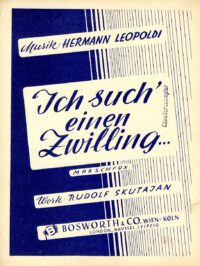 Musik: HERMANN LEOPOLDI
Ich such'
einen
Zwilling...
MARSCHFOX
Worte: RUDOLF SKUTAJAN
B BOSWORTH & CO. WIEN-KÖLN
LONDON, BRÜSSEL, LEIPZIG